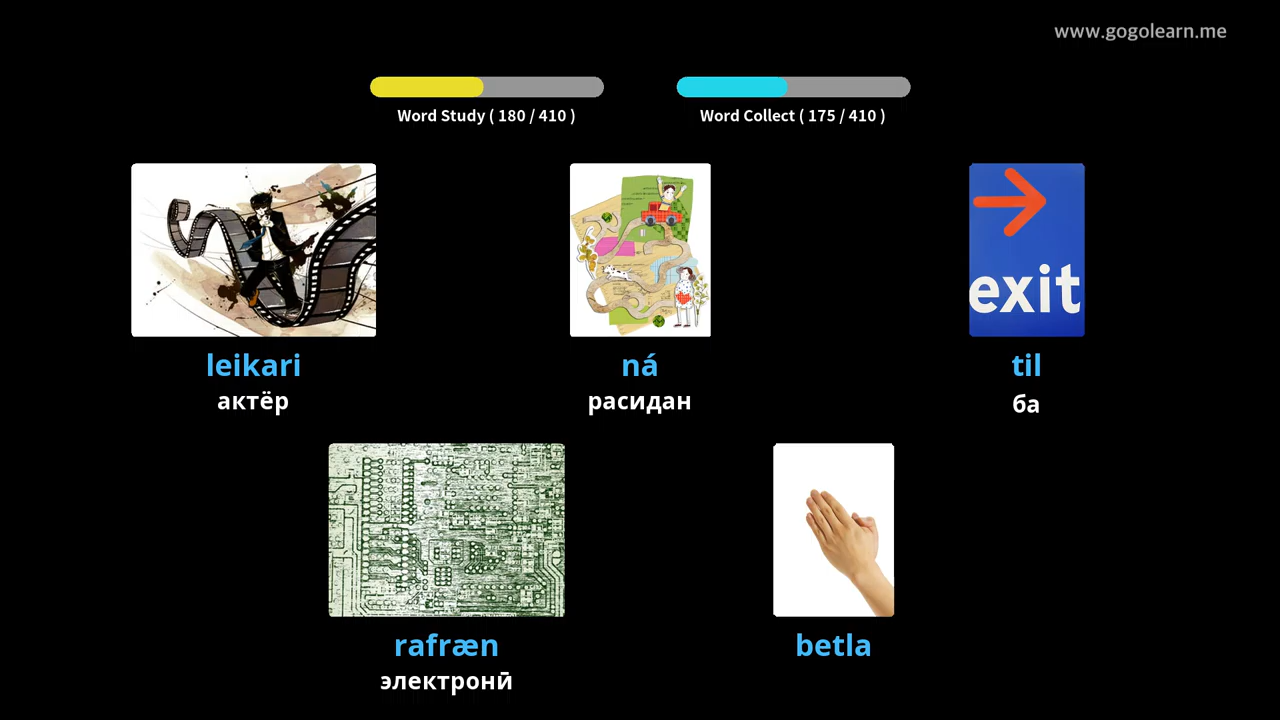 www.gogolearn.me
Word Study ( 180 / 410 )
Word Collect ( 175 / 410 )
exit
leikari
актёр
ná
расидан
til
ба
rafræn
электронӣ
betla